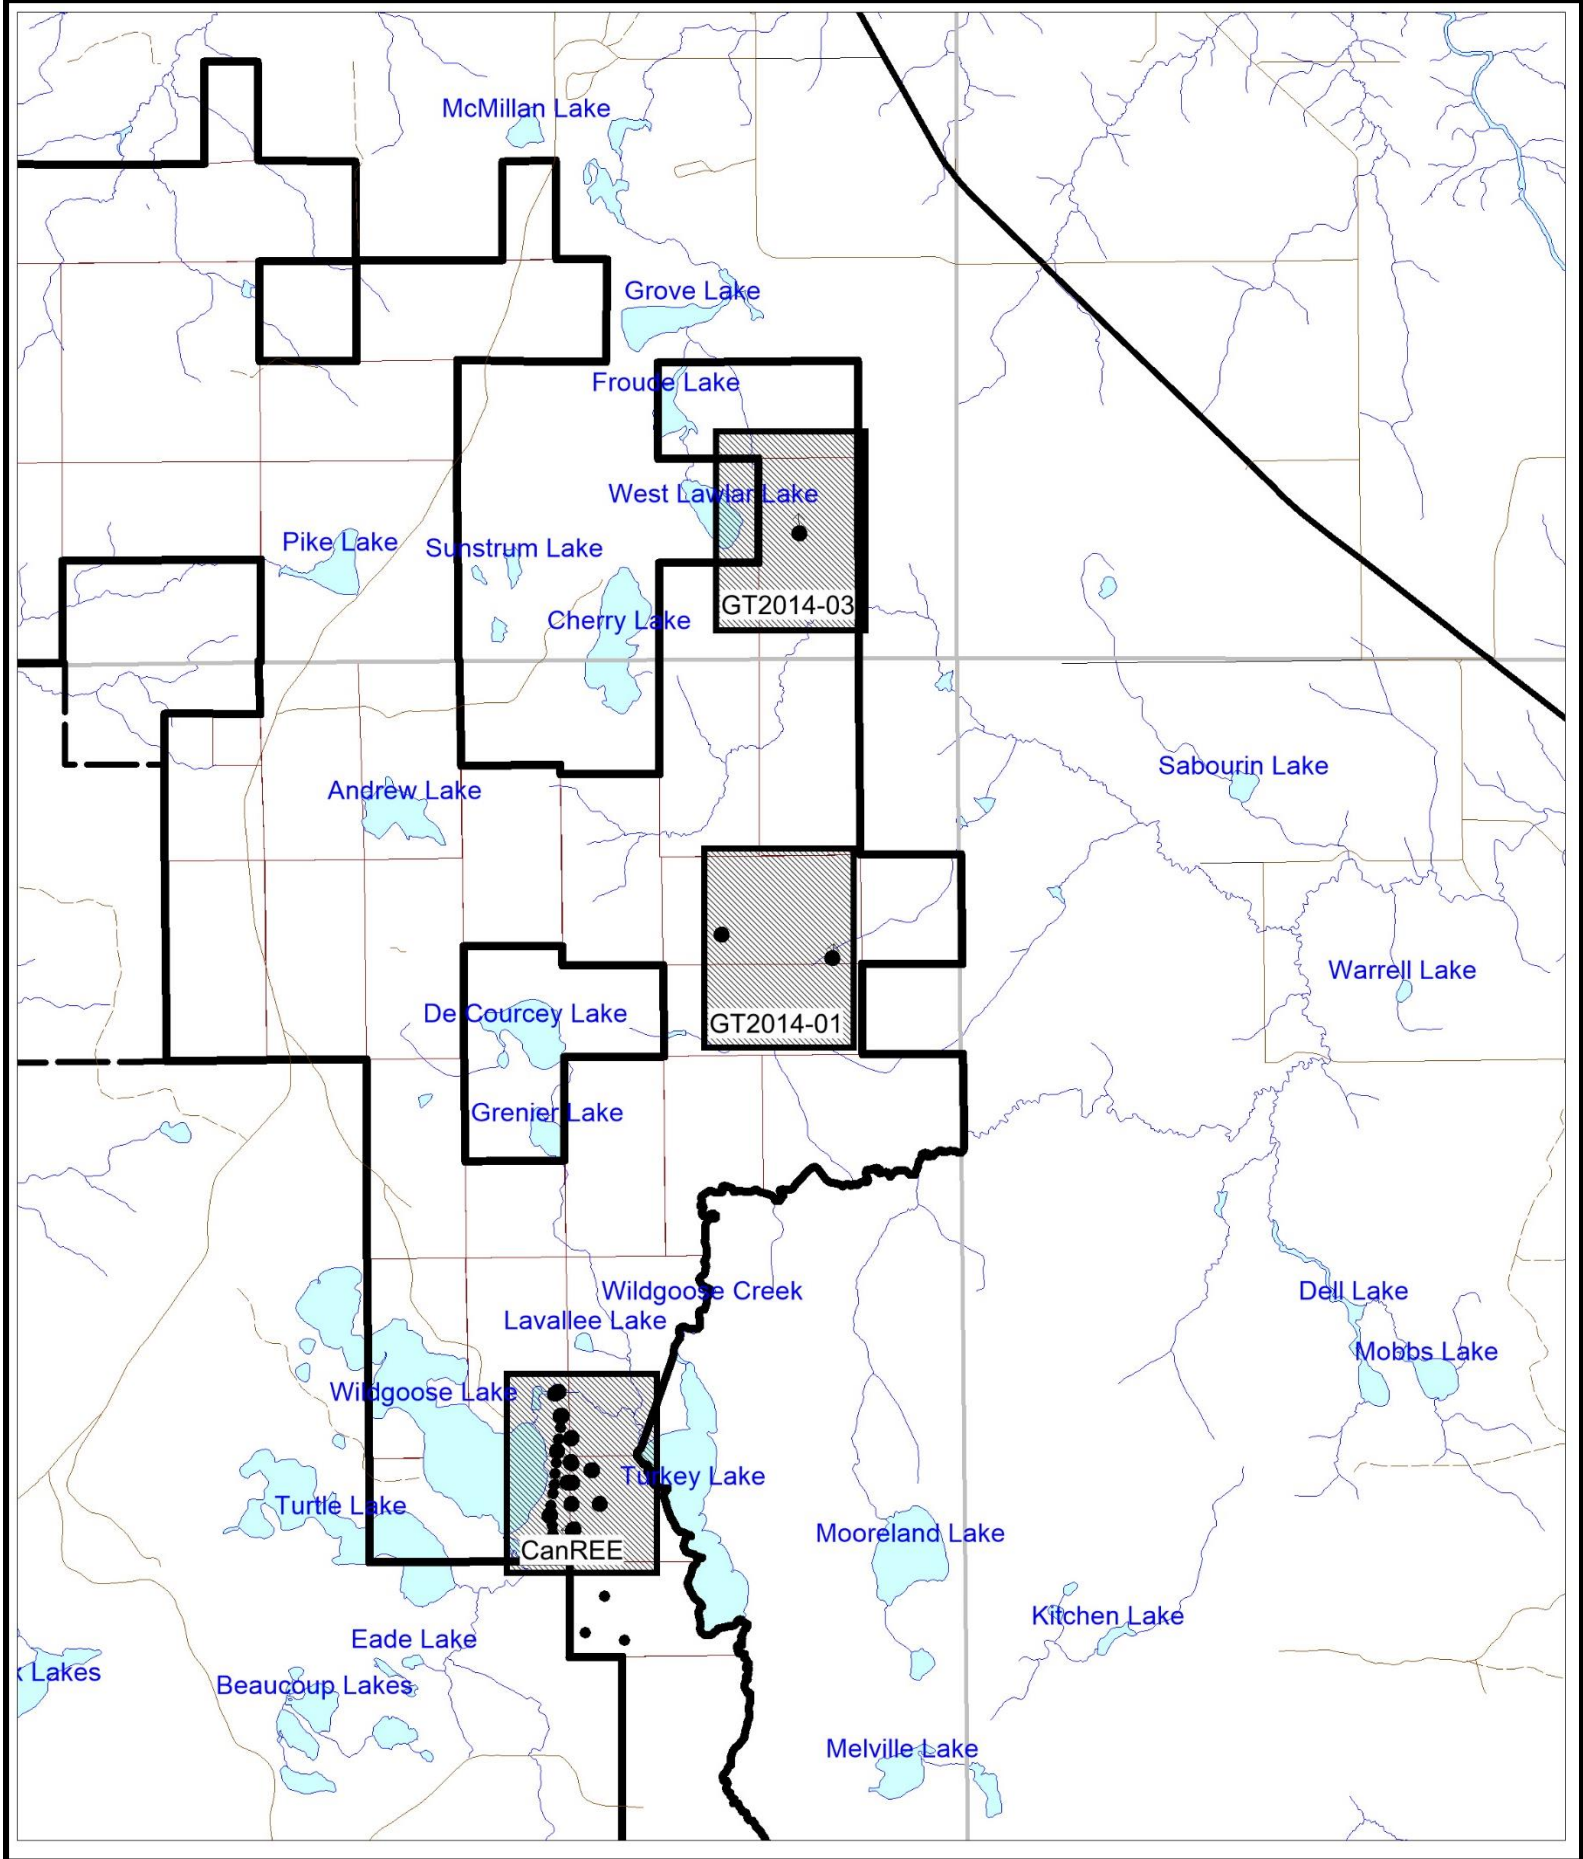 McMillan Lake
Grove Lake
Froude Lake
West Lawlar Lake
Pike Lake
Sunstrum Lake
GT2014-03
Cherry Lake
Sabourin Lake
Andrew Lake
Warrell Lake
De Courcey Lake
GT2014-01
Grenier Lake
Wildgoose Creek
Dell Lake
Lavallee Lake
Mobbs Lake
Wildgoose Lake
Turkey Lake
Turtle Lake
Mooreland Lake
CanREE
Kitchen Lake
Eade Lake
k Lakes
Beaucoup Lakes
Melville Lake